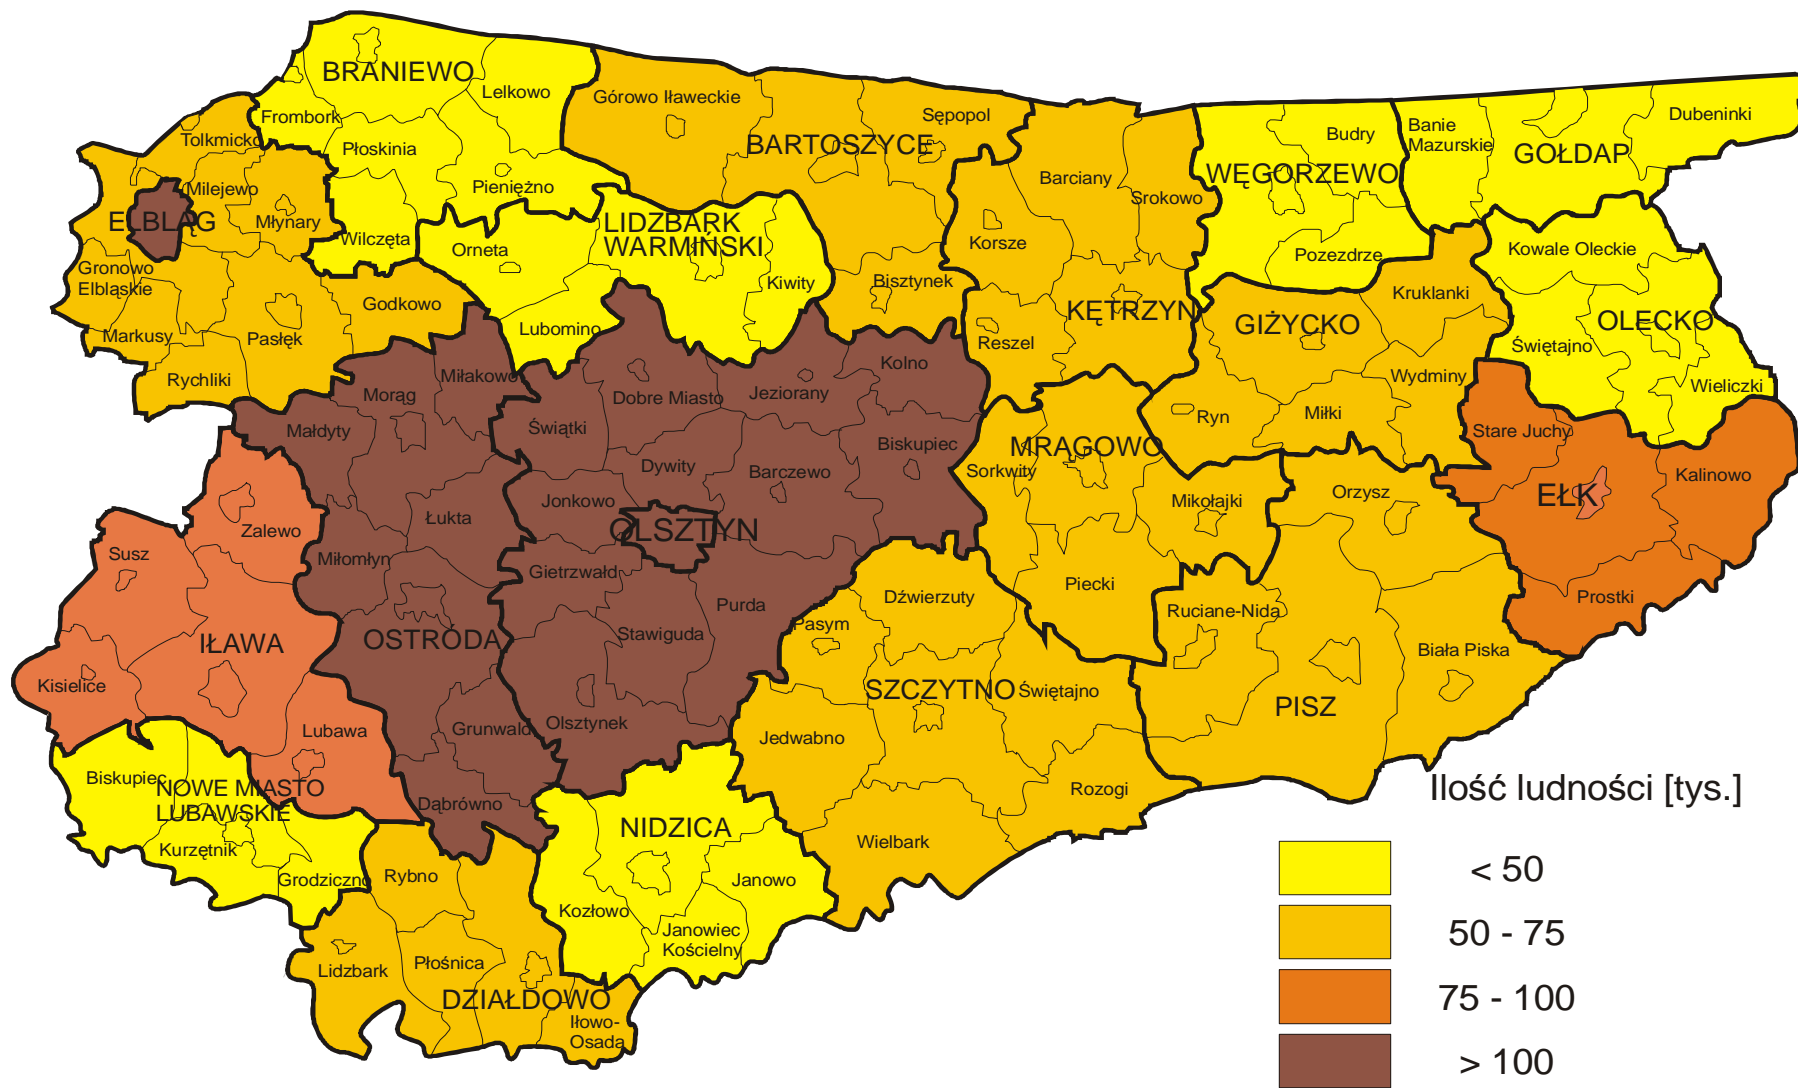 BRANIEWO
Lelkowo
Frombork
Płoskinia
Pieniężno
Wilczęta
Górowo Iławeckie
Sępopol
BARTOSZYCE
Bisztynek
Tolkmicko
Milejewo
ELBLĄG
Młynary
Gronowo
Elbląskie
Godkowo
Markusy
Pasłęk
Rychliki
Orneta
LIDZBARK
WARMIŃSKI
Kiwity
Lubomino
Barciany
Srokowo
Korsze
KĘTRZYN
Reszel
Budry
WĘGORZEWO
Pozezdrze
Banie
Mazurskie
Dubeninki
GOŁDAP
Kowale Oleckie
OLECKO
Świętajno
Wieliczki
Kruklanki
GIŻYCKO
Wydminy
Ryn
Miłki
Miłakowo
Morąg
Małdyty
Łukta
Miłomłyn
OSTRÓDA
Grunwald
Dąbrówno
Kolno
Dobre Miasto
Jeziorany
Świątki
Biskupiec
Dywity
Barczewo
Jonkowo
OLSZTYN
Gietrzwałd
Purda
Stawiguda
Olsztynek
MRĄGOWO
Sorkwity
Mikołajki
Piecki
Stare Juchy
Kalinowo
EŁK
Prostki
Orzysz
Ruciane-Nida
Biała Piska
PISZ
Zalewo
Susz
IŁAWA
Kisielice
Lubawa
Dźwierzuty
Pasym
SZCZYTNO
Świętajno
Jedwabno
Rozogi
Wielbark
Biskupiec
NOWE MIASTO
LUBAWSKIE
Kurzętnik
Grodziczno
NIDZICA
Janowo
Kozłowo
Janowiec
Kościelny
Rybno
Lidzbark
Płośnica
DZIAŁDOWO
Iłowo-
Osada
Ilość ludności [tys.]
< 50
50 - 75
75 - 100
> 100